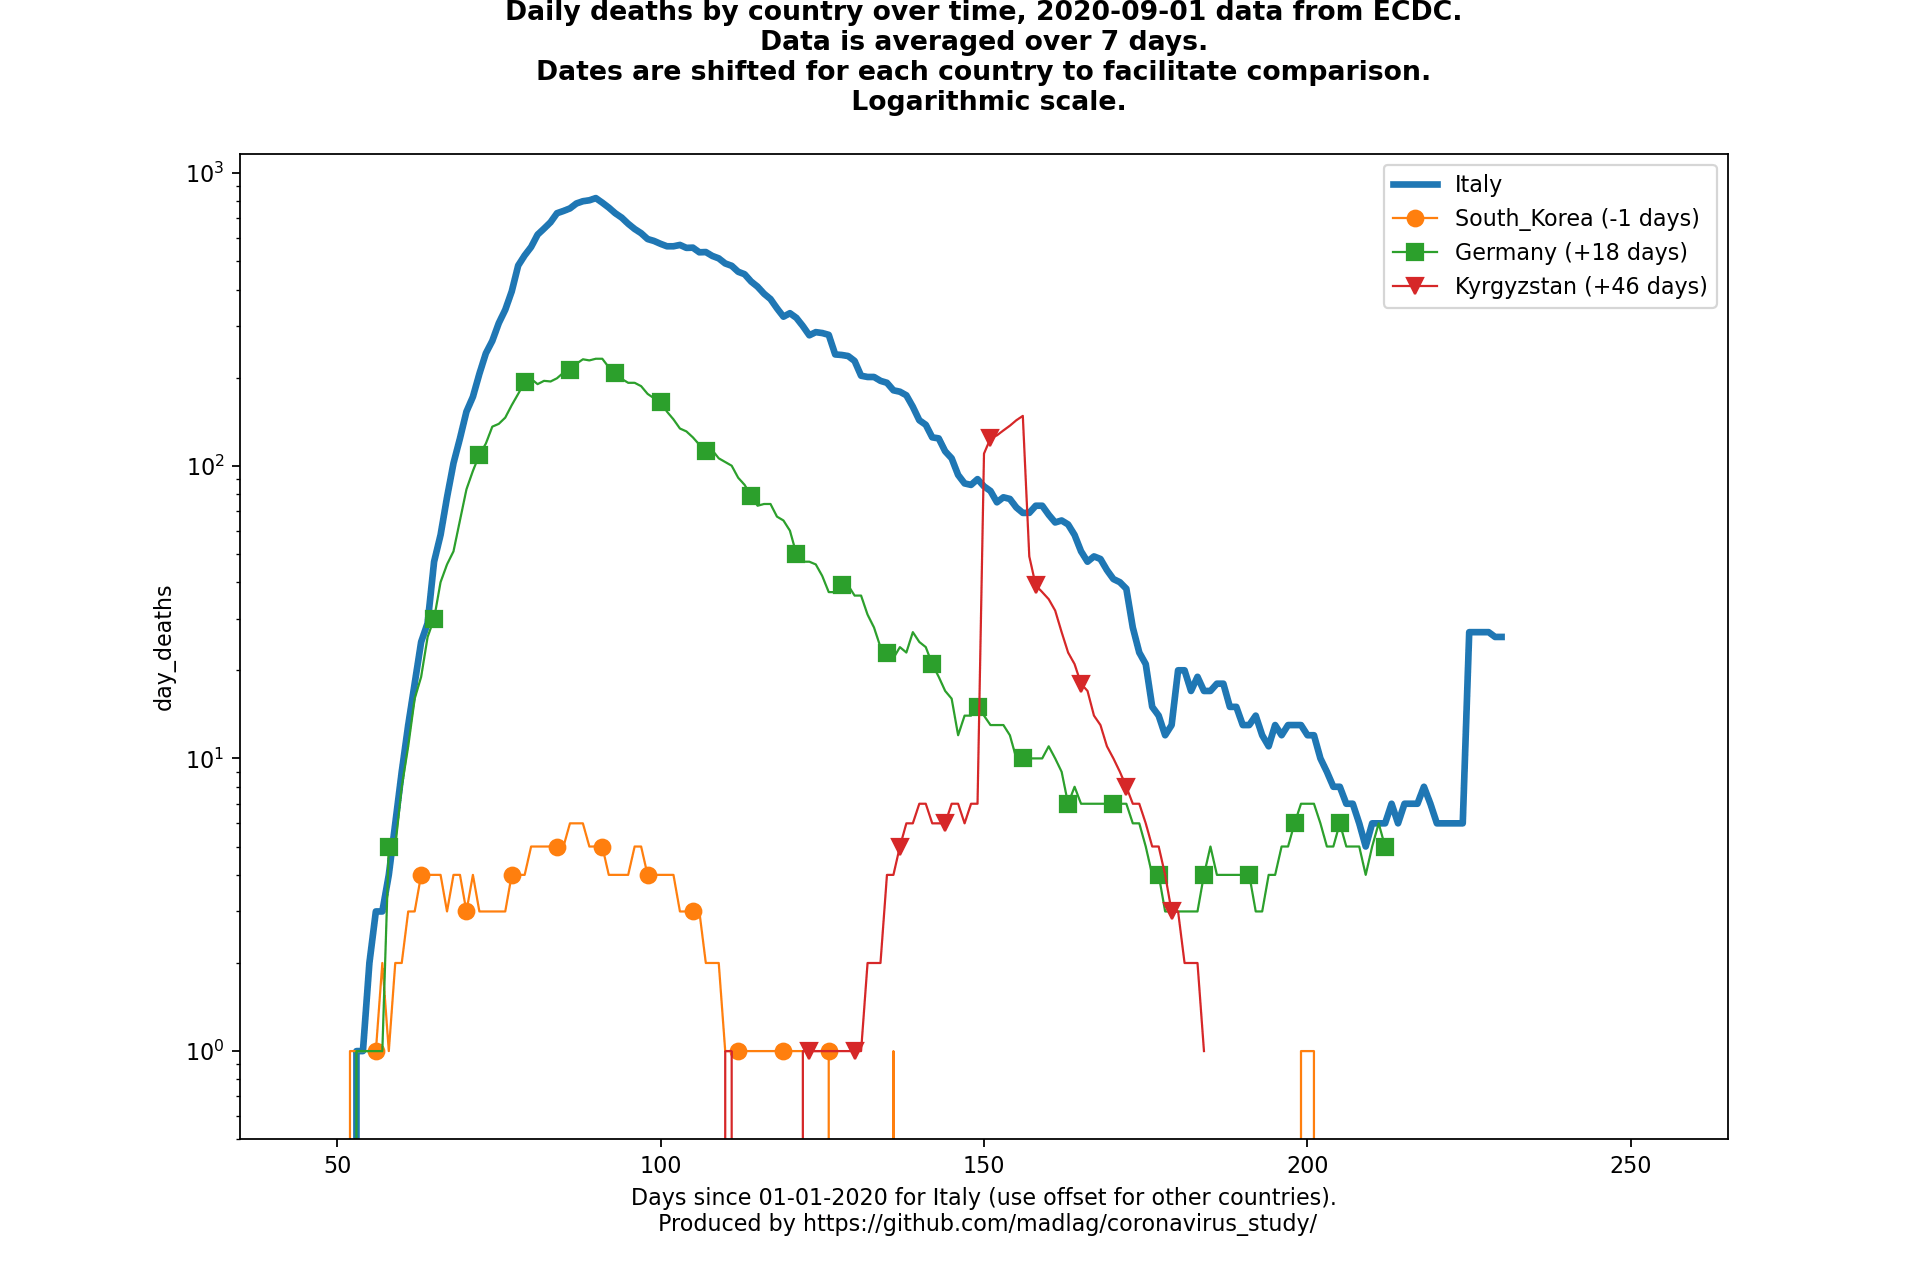 Daily deaths by country over time, 2020-09-01 data from ECDC.
Data is averaged over 7 days.
Dates are shifted for each country to facilitate comparison.
Logarithmic scale.
10³
10²
10¹
10⁰
day_deaths
Italy
South_Korea (-1 days)
Germany (+18 days)
Kyrgyzstan (+46 days)
50 100 150 200 250
Days since 01-01-2020 for Italy (use offset for other countries).
Produced by https://github.com/madlag/coronavirus_study/